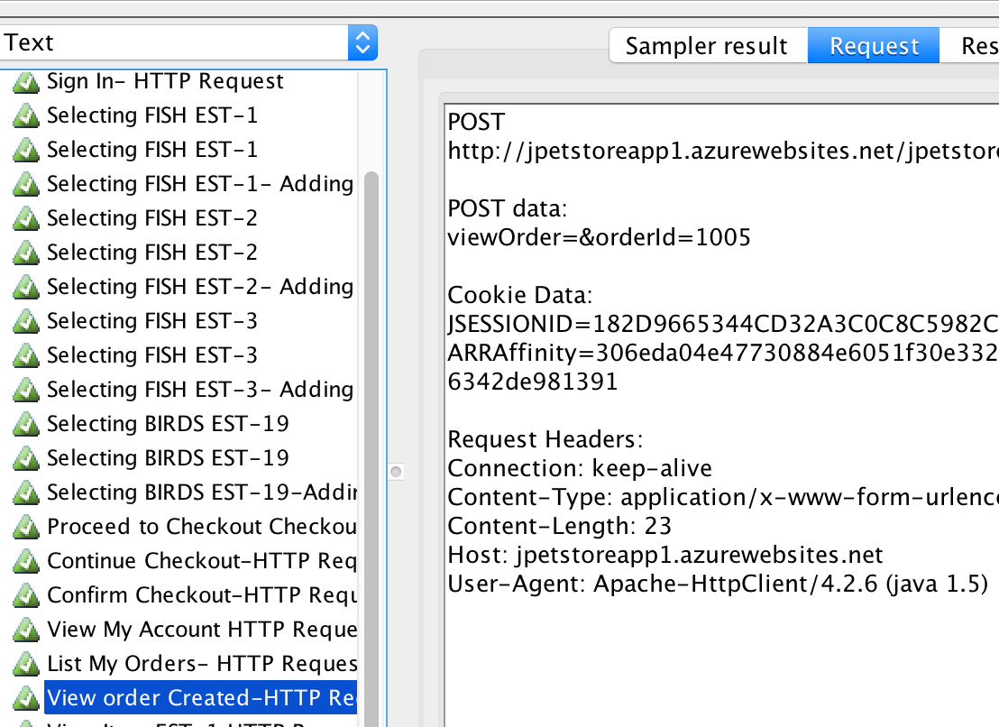 Text
Sign In– HTTP Request
Selecting FISH EST–1
Selecting FISH EST–1
Selecting FISH EST–1– Adding
Selecting FISH EST–2
Selecting FISH EST–2
Selecting FISH EST–2– Adding
Selecting FISH EST–3
Selecting FISH EST–3
Selecting FISH EST–3– Adding
Selecting BIRDS EST–19
Selecting BIRDS EST–19
Selecting BIRDS EST–19–Addin
Proceed to Checkout Checkou
Continue Checkout–HTTP Req
Confirm Checkout–HTTP Requ
View My Account HTTP Reque
List My Orders– HTTP Reques
View order Created–HTTP Re
Sampler result
Request
Res
POST
http://jpetstoreapp1.azurewebsites.net/jpetstore
POST data:
viewOrder=&orderId=1005
Cookie Data:
JSESSIONID=182D9665344CD32A3C0C8C5982C
ARRAffinity=306eda04e47730884e6051f30e332
6342de981391
Request Headers:
Connection: keep–alive
Content–Type: application/x–www–form–urlenco
Content–Length: 23
Host: jpetstoreapp1.azurewebsites.net
User–Agent: Apache–HttpClient/4.2.6 (java 1.5)